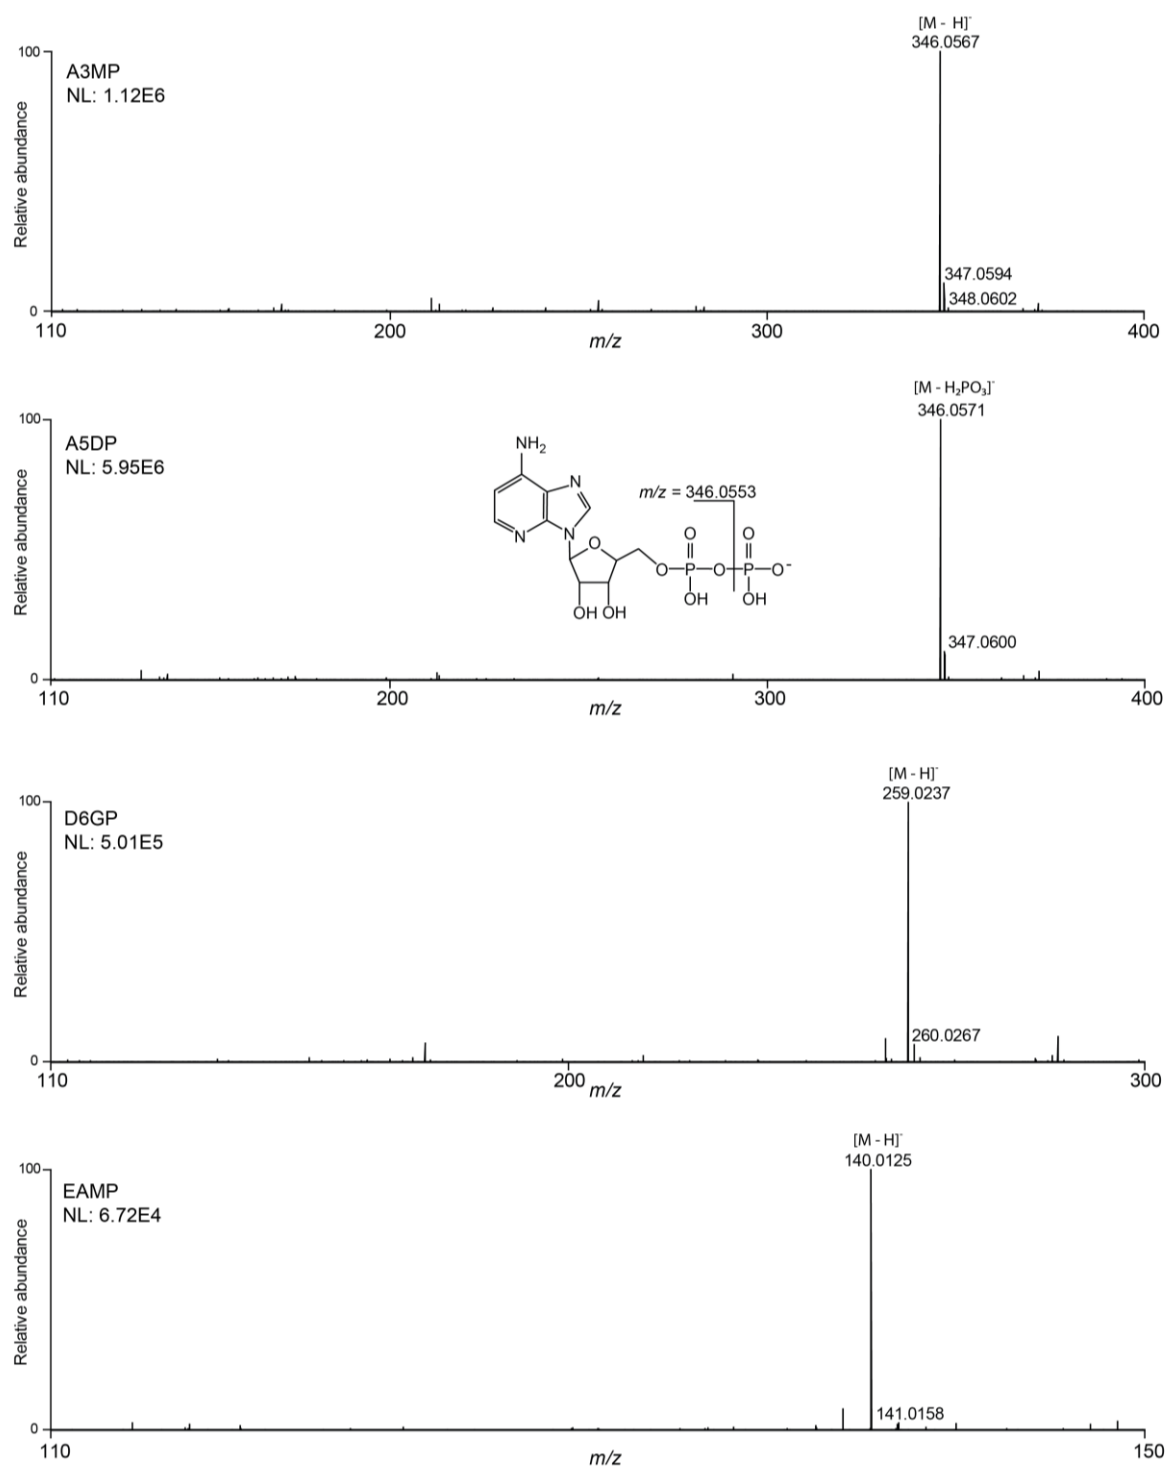 [M - H]-
346.0567
100
A3MP
NL: 1.12E6
Relative abundance
347.0594
348.0602
0
110
200
300
400
m/z
[M - H₂PO₃]-
346.0571
100
A5DP
NL: 5.95E6
Relative abundance
NH₂
N
m/z = 346.0553
N
N
O
O
O
O
P
O
P
O-
OH
OH
OH OH
347.0600
0
110
200
300
400
m/z
[M - H]-
259.0237
100
D6GP
NL: 5.01E5
Relative abundance
260.0267
0
110
200
300
m/z
[M - H]-
140.0125
100
EAMP
NL: 6.72E4
Relative abundance
141.0158
0
110
150
m/z